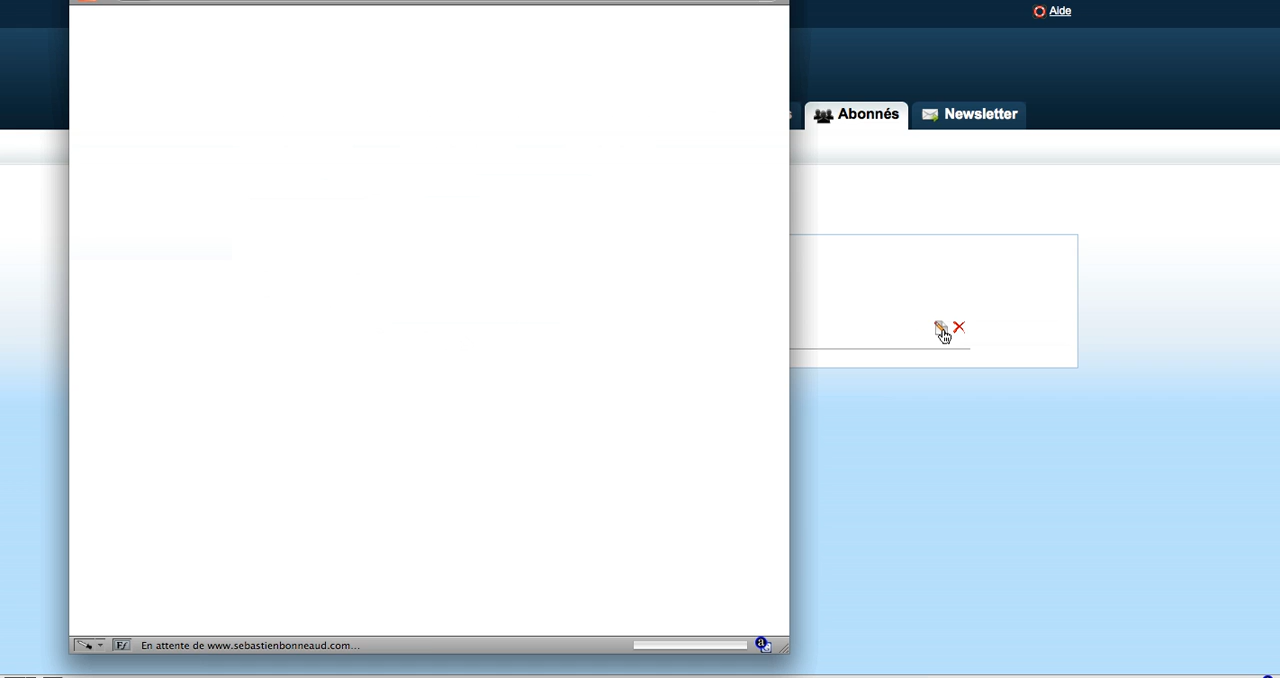 Aide
s
Abonnés
Newsletter
En attente de www.sebastienbonneaud.com...